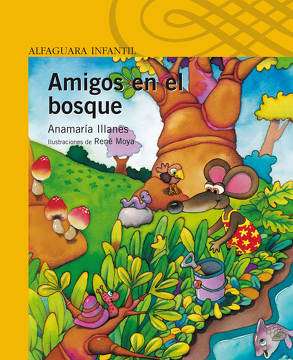 ALFAGUARA INFANTIL
Amigos en el
bosque
Anamaría Illanes
Ilustraciones de René Moya